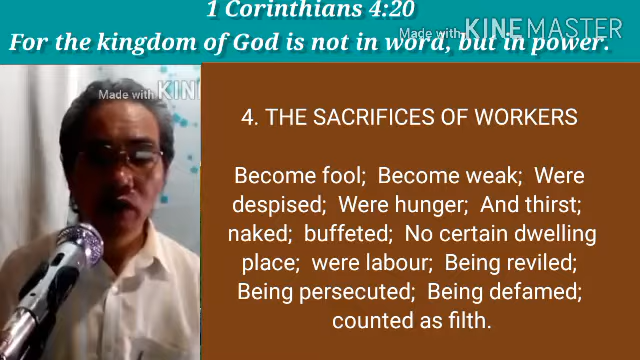 1 Corinthians 4:20
Made with KINEMASTER
For the kingdom of God is not in word, but in power.
Made with KIN
4. THE SACRIFICES OF WORKERS
Become fool; Become weak; Were
despised; Were hunger; And thirst;
naked; buffeted; No certain dwelling
place; were labour; Being reviled;
Being persecuted; Being defamed;
counted as filth.